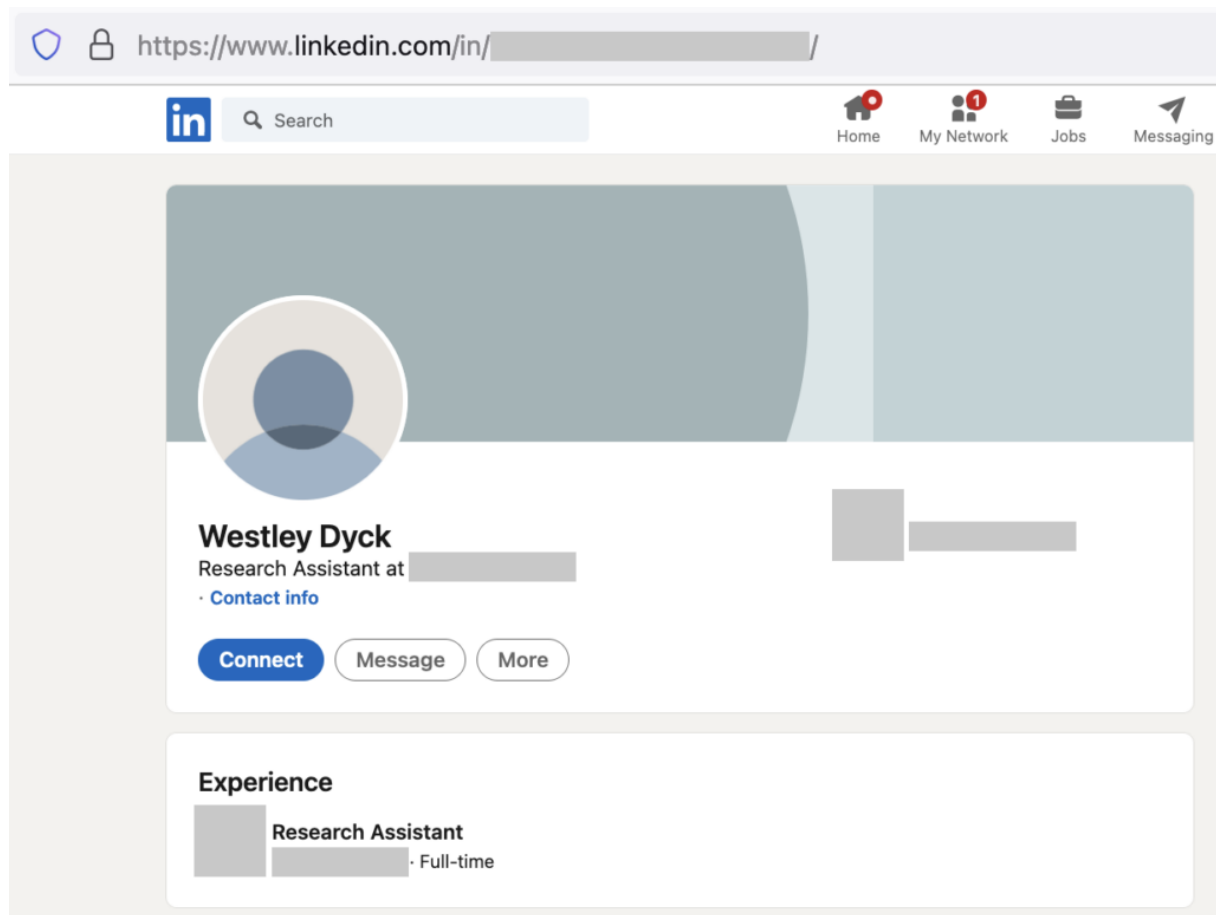 https://www.linkedin.com/in/ /
in
Search
1
Home
My Network
Jobs
Messaging
Westley Dyck
Research Assistant at
· Contact info
Connect
Message
More
Experience
Research Assistant
· Full-time